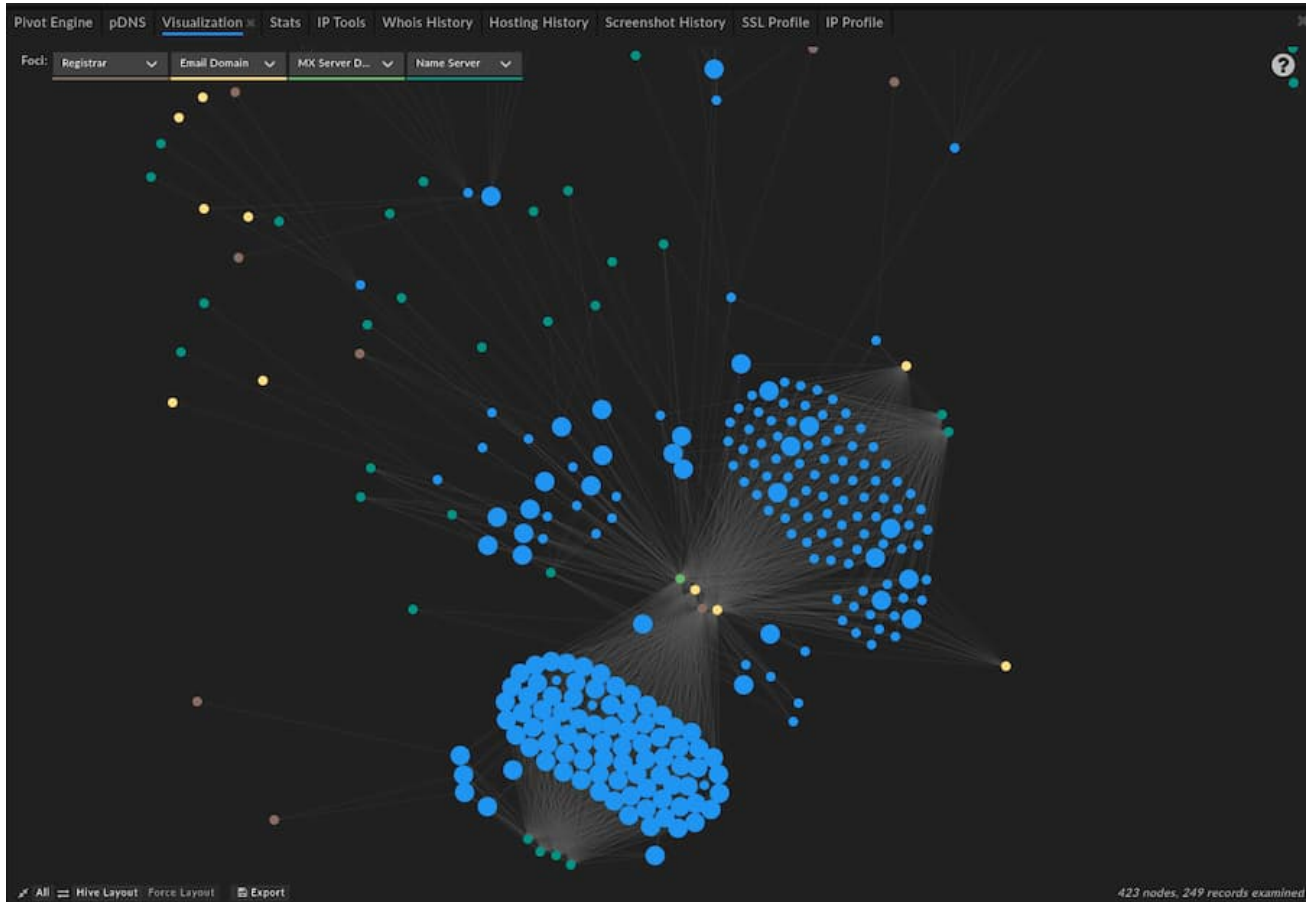 Pivot Engine pDNS Visualization Stats IP Tools Whois History Hosting History Screenshot History SSL Profile IP Profile
Foci: Registrar Email Domain MX Server D... Name Server
?
All Hive Layout Force Layout Export
423 nodes, 249 records examined